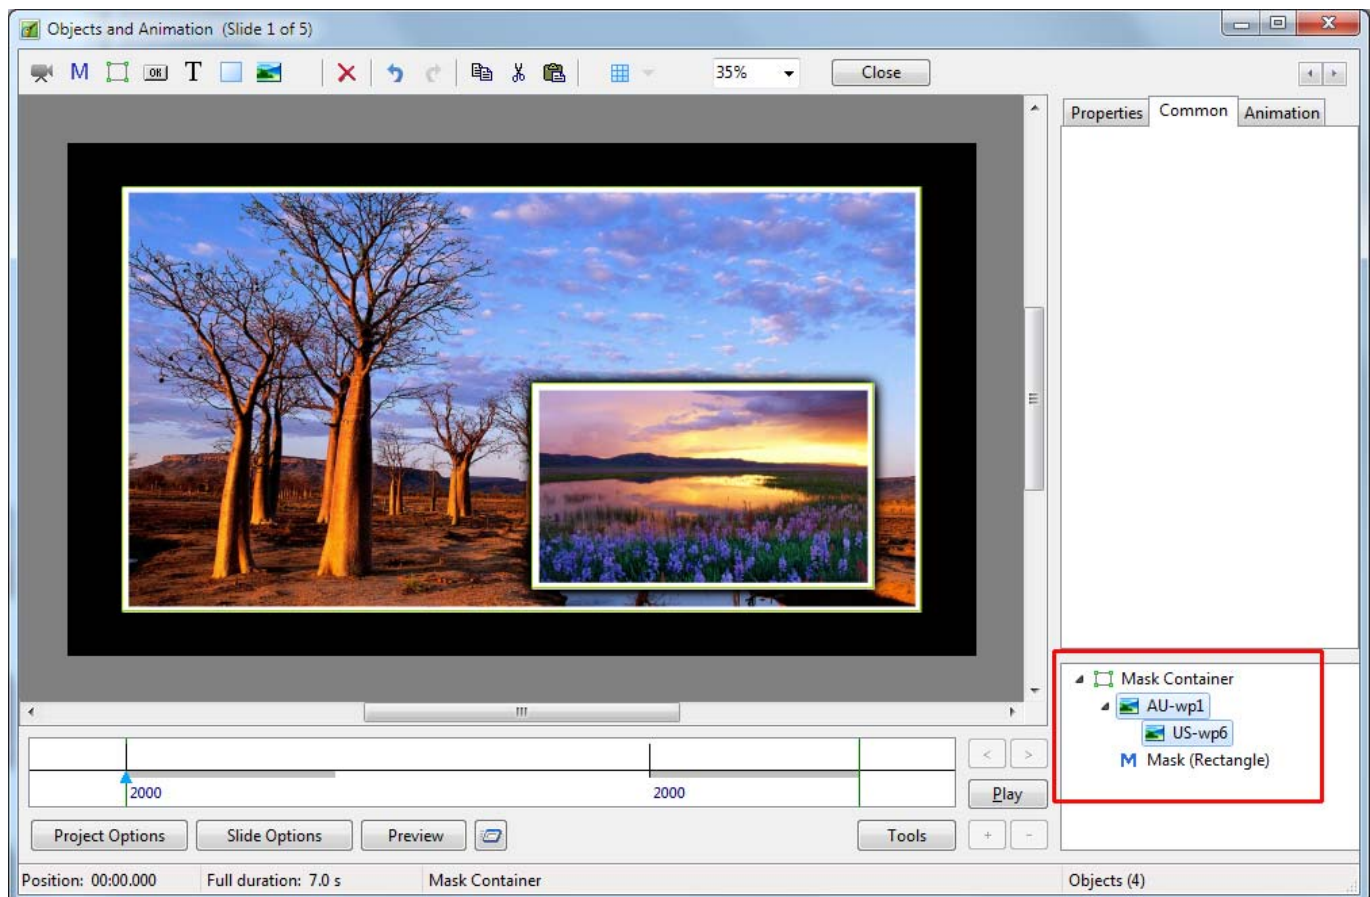 Objects and Animation (Slide 1 of 5)
M OK T 35% Close
Properties Common Animation
Mask Container
AU-wp1
US-wp6
M Mask (Rectangle)
2000 2000
< >
Play
Project Options Slide Options Preview Tools + -
Position: 00:00.000 Full duration: 7.0 s Mask Container Objects (4)